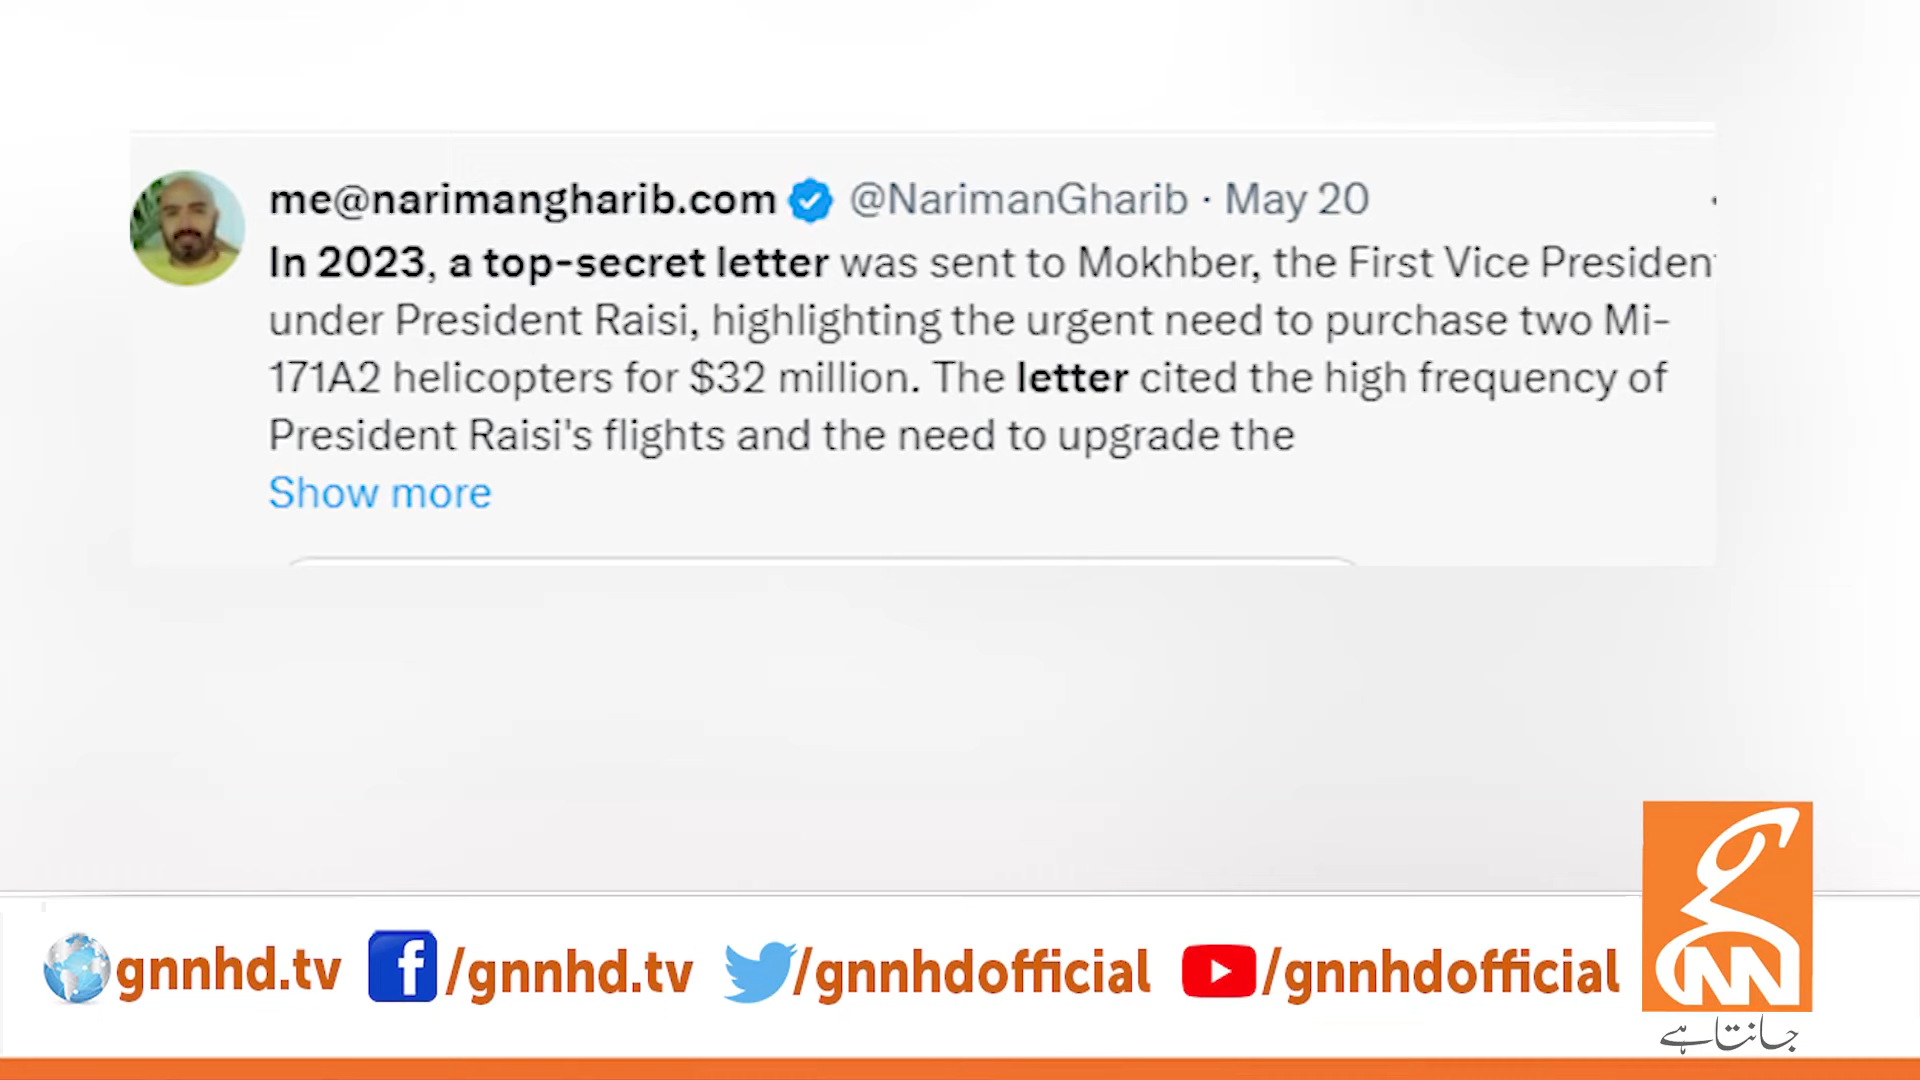 me@narimangharib.com @NarimanGharib · May 20
In 2023, a top-secret letter was sent to Mokhber, the First Vice Presiden
under President Raisi, highlighting the urgent need to purchase two Mi-
171A2 helicopters for $32 million. The letter cited the high frequency of
President Raisi's flights and the need to upgrade the
Show more
gnnhd.tv /gnnhd.tv /gnnhdofficial /gnnhdofficial
GNN
جانتا ہے